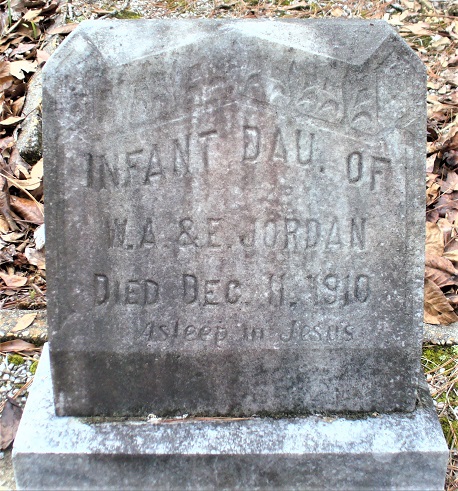 INFANT DAU. OF
W. A. & E. JORDAN
DIED DEC. 11, 1910
Asleep in Jesus